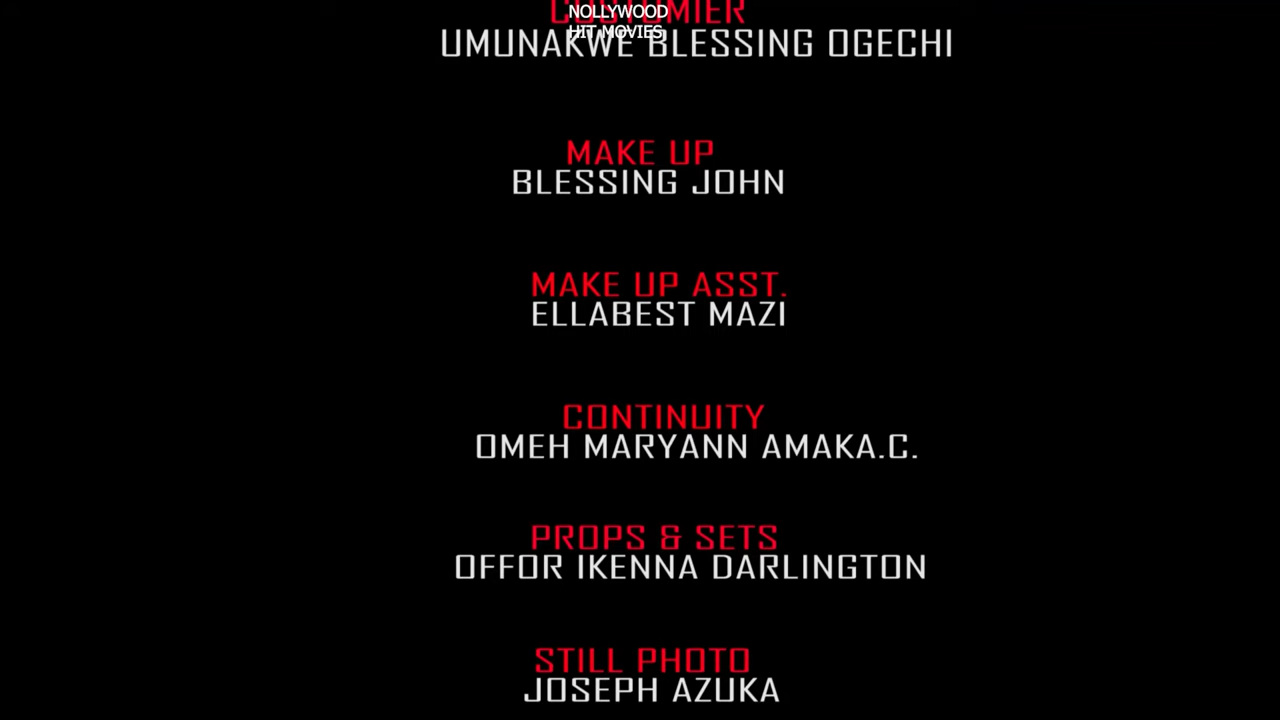 COSTUMIER
NOLLYWOOD
HIT MOVIES
UMUNAKWE BLESSING OGECHI
MAKE UP
BLESSING JOHN
MAKE UP ASST.
ELLABEST MAZI
CONTINUITY
OMEH MARYANN AMAKA.C.
PROPS & SETS
OFFOR IKENNA DARLINGTON
STILL PHOTO
JOSEPH AZUKA